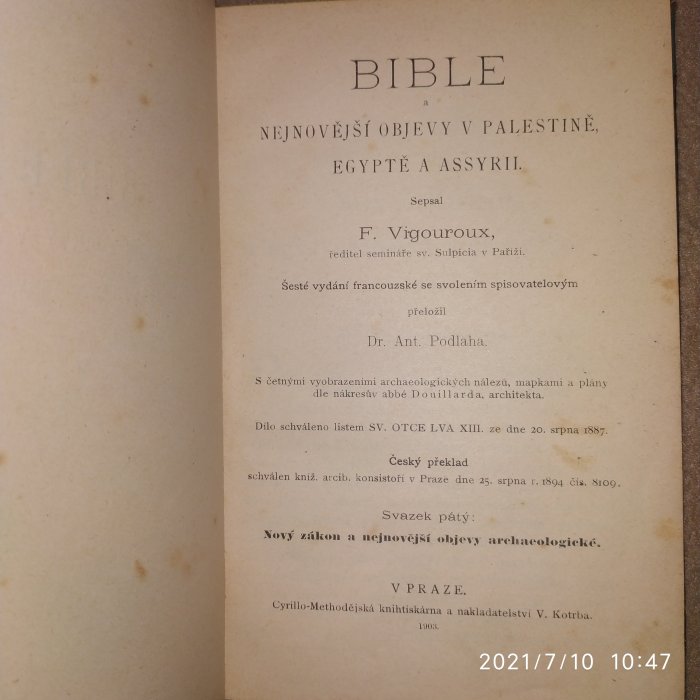 BIBLE
a
NEJNOVĚJŠÍ OBJEVY V PALESTINĚ,
EGYPTĚ A ASSYRII.
Sepsal
F. Vigouroux,
ředitel semináře sv. Sulpicia v Paříži.
Šesté vydání francouzské se svolením spisovatelovým
přeložil
Dr. Ant. Podlaha.
S četnými vyobrazeními archaeologických nálezů, mapkami a plány
dle nákresův abbé Douillarda, architekta.
Dílo schváleno listem SV. OTCE LVA XIII. ze dne 20. srpna 1887.
Český překlad
schválen kniž. arcib. konsistoří v Praze dne 25. srpna r. 1894 čís. 8109.
Svazek pátý:
Nový zákon a nejnovější objevy archaeologické.
V PRAZE.
Cyrillo-Methodějská knihtiskárna a nakladatelství V. Kotrba.
1903.
2021/7/10 10:47